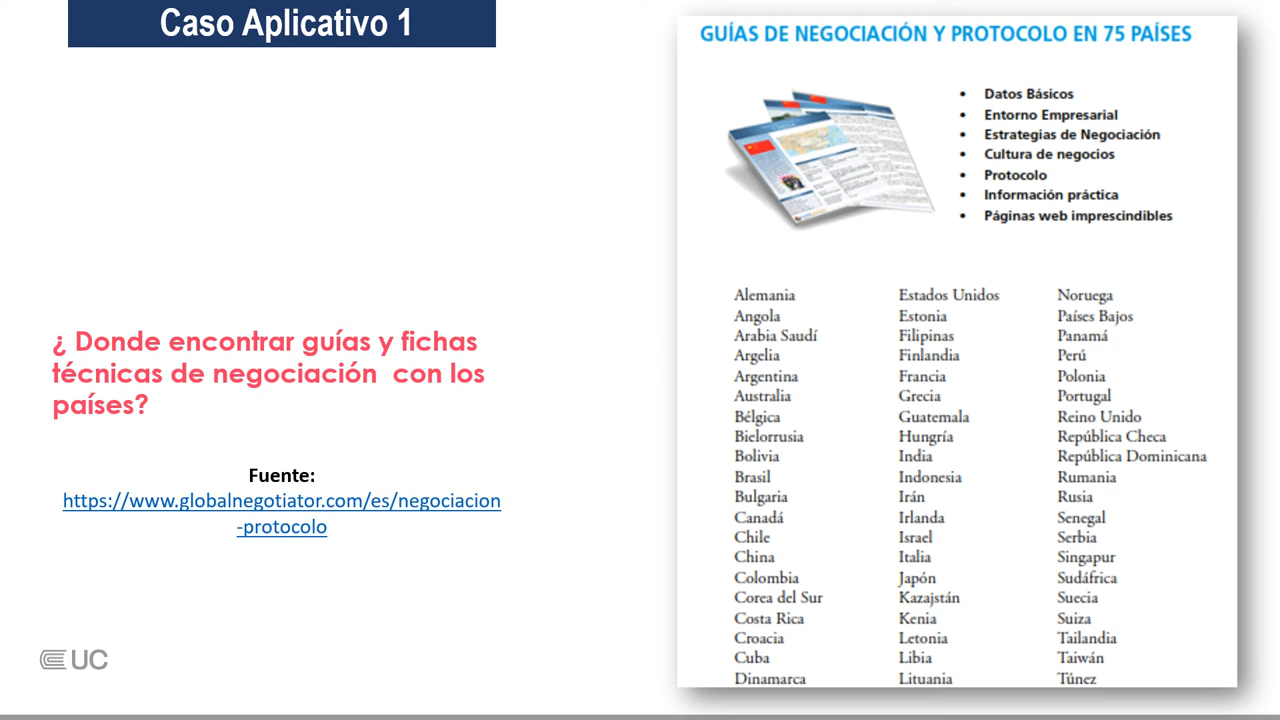 Caso Aplicativo 1
¿ Donde encontrar guías y fichas
técnicas de negociación con los
países?
Fuente:
https://www.globalnegotiator.com/es/negociacion
-protocolo
UC
GUÍAS DE NEGOCIACIÓN Y PROTOCOLO EN 75 PAÍSES
• Datos Básicos
• Entorno Empresarial
• Estrategias de Negociación
• Cultura de negocios
• Protocolo
• Información práctica
• Páginas web imprescindibles
Alemania
Angola
Arabia Saudí
Argelia
Argentina
Australia
Bélgica
Bielorrusia
Bolivia
Brasil
Bulgaria
Canadá
Chile
China
Colombia
Corea del Sur
Costa Rica
Croacia
Cuba
Dinamarca
Estados Unidos
Estonia
Filipinas
Finlandia
Francia
Grecia
Guatemala
Hungría
India
Indonesia
Irán
Irlanda
Israel
Italia
Japón
Kazajstán
Kenia
Letonia
Libia
Lituania
Noruega
Países Bajos
Panamá
Perú
Polonia
Portugal
Reino Unido
República Checa
República Dominicana
Rumania
Rusia
Senegal
Serbia
Singapur
Sudáfrica
Suecia
Suiza
Tailandia
Taiwán
Túnez